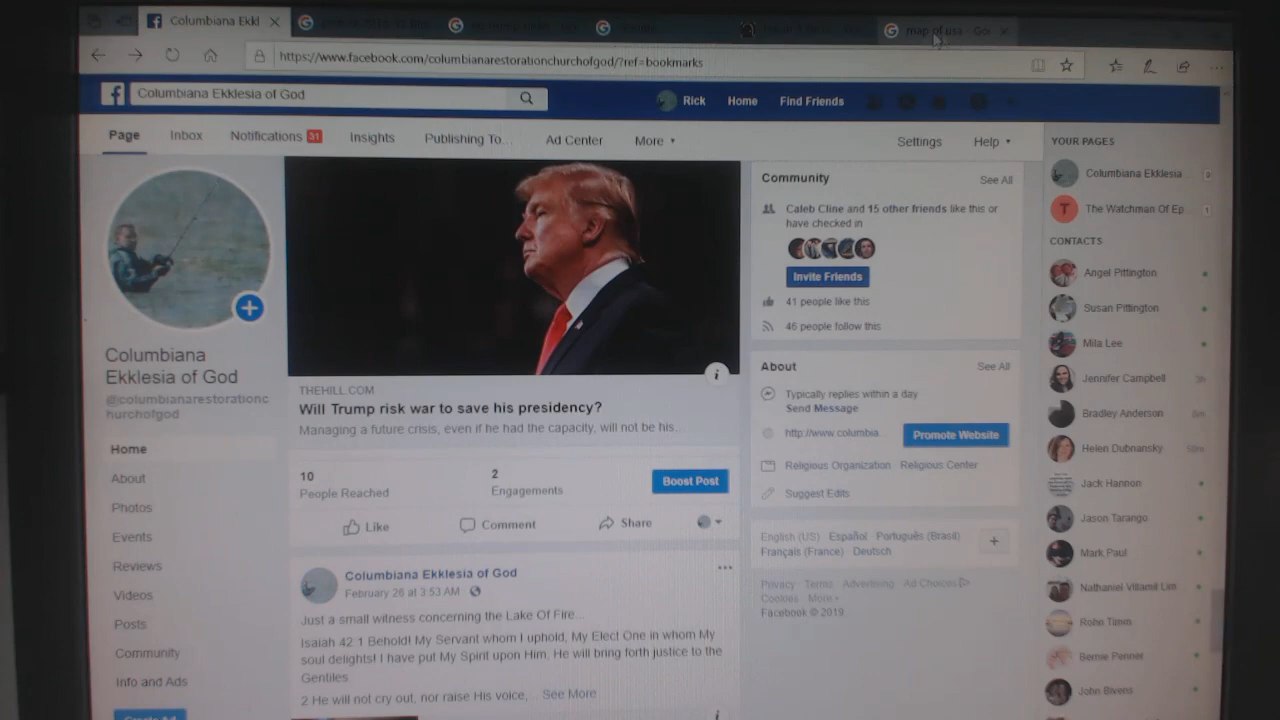 Columbiana Ekkl
map of usa - Go
https://www.facebook.com/columbianarestorationchurchofgod/?ref=bookmarks
Columbiana Ekklesia of God
Rick
Home
Find Friends
Page
Inbox
Notifications 31
Insights
Publishing To...
Ad Center
More
Settings
Help
Columbiana
Ekklesia of God
@columbianarestorationc
hurchofgod
Home
About
Photos
Events
Reviews
Videos
Posts
Community
Info and Ads
Create Ad
THEHILL.COM
Will Trump risk war to save his presidency?
Managing a future crisis, even if he had the capacity, will not be his...
10
People Reached
2
Engagements
Boost Post
Like
Comment
Share
Columbiana Ekklesia of God
February 26 at 3:53 AM
Just a small witness concerning the Lake Of Fire...
Isaiah 42 1 Behold! My Servant whom I uphold, My Elect One in whom My
soul delights! I have put My Spirit upon Him, He will bring forth justice to the
Gentiles
2 He will not cry out, nor raise His voice,... See More
Community
See All
Caleb Cline and 15 other friends like this or
have checked in
Invite Friends
41 people like this
46 people follow this
About
See All
Typically replies within a day
Send Message
http://www.columbia...
Promote Website
Religious Organization Religious Center
Suggest Edits
English (US) Español Português (Brasil)
Français (France) Deutsch
Privacy Terms Advertising Ad Choices
Cookies More
Facebook © 2019
YOUR PAGES
Columbiana Ekklesia
T The Watchman Of Ep 1
CONTACTS
Angel Pittington
Susan Pittington
Mila Lee
Jennifer Campbell 3h
Bradley Anderson
Helen Dubnansky
Jack Hannon
Jason Tarango
Mark Paul
Nathaniel Villamil Lim
Rohn Timm
Bernie Penner
John Bivens